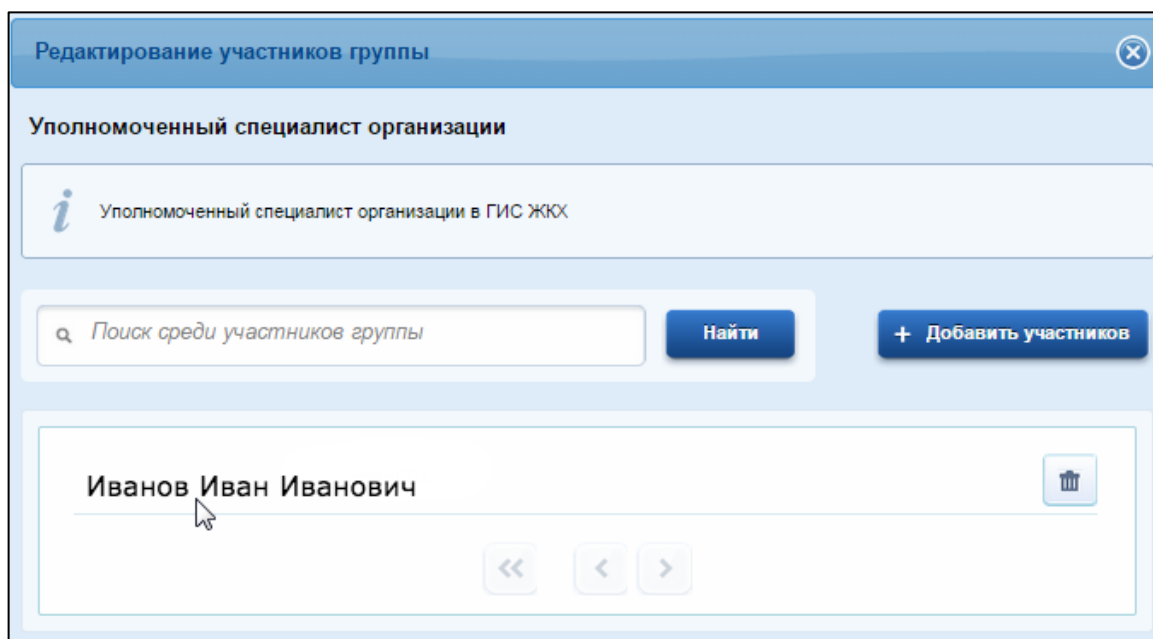 Редактирование участников группы
Уполномоченный специалист организации
Уполномоченный специалист организации в ГИС ЖКХ
Поиск среди участников группы
Найти
+ Добавить участников
Иванов Иван Иванович